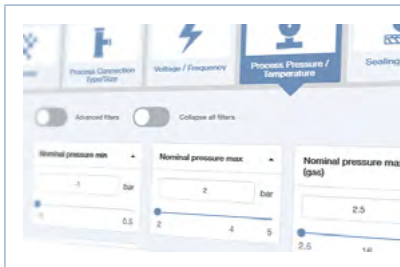 Process Connection
Type/Size
Voltage / Frequency
Process Pressure /
Temperature
Sealing
Advanced filters
Collapse all filters
Nominal pressure min
Nominal pressure max
Nominal pressure max
(gas)
-1
bar
2
bar
2.5
-1
0.5
2
4
5
2.5
16